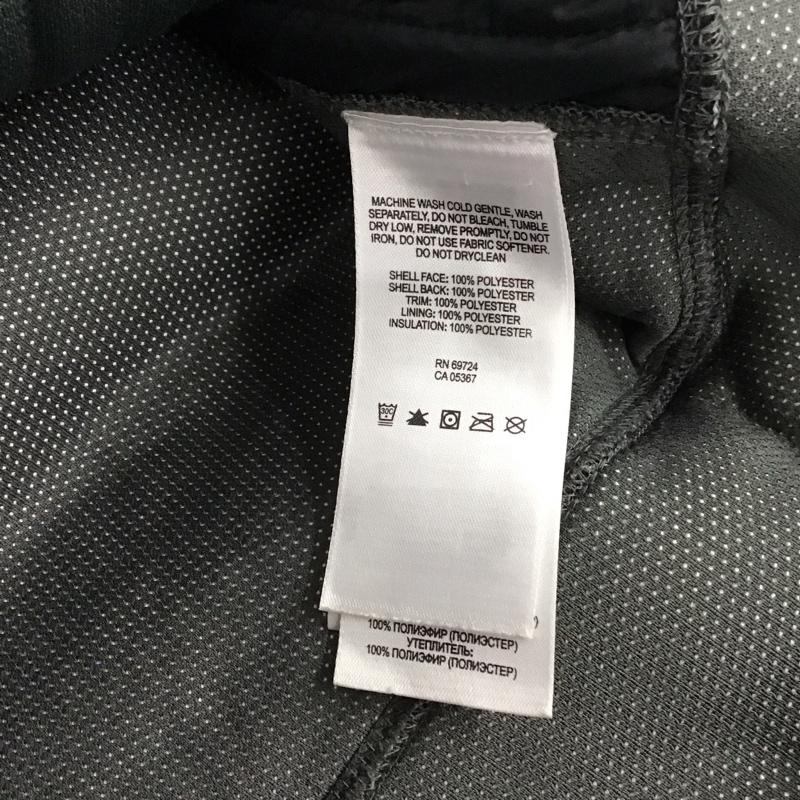 MACHINE WASH COLD GENTLE, WASH
SEPARATELY, DO NOT BLEACH, TUMBLE
DRY LOW, REMOVE PROMPTLY. DO NOT
IRON, DO NOT USE FABRIC SOFTENER.
DO NOT DRYCLEAN
SHELL FACE: 100% POLYESTER
SHELL BACK: 100% POLYESTER
TRIM: 100% POLYESTER
LINING: 100% POLYESTER
INSULATION: 100% POLYESTER
RN 69724
CA 05367
30C
100% ПОЛИЭФИР (ПОЛИЭСТЕР)
УТЕПЛИТЕЛЬ:
100% ПОЛИЭФИР (ПОЛИЭСТЕР)